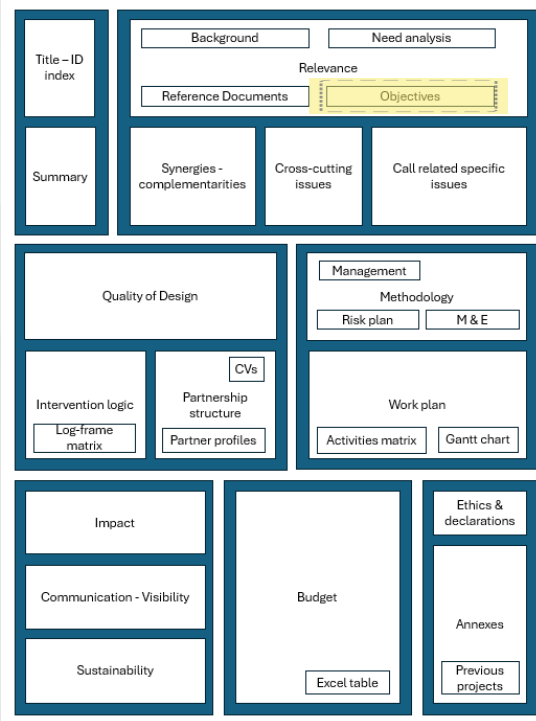 Title – ID
index
Summary
Background
Need analysis
Relevance
Reference Documents
Objectives
Synergies -
complementarities
Cross-cutting
issues
Call related specific
issues
Quality of Design
Intervention logic
Log-frame
matrix
CVs
Partnership
structure
Partner profiles
Management
Methodology
Risk plan
M & E
Work plan
Activities matrix
Gantt chart
Impact
Communication - Visibility
Sustainability
Budget
Excel table
Ethics &
declarations
Annexes
Previous
projects